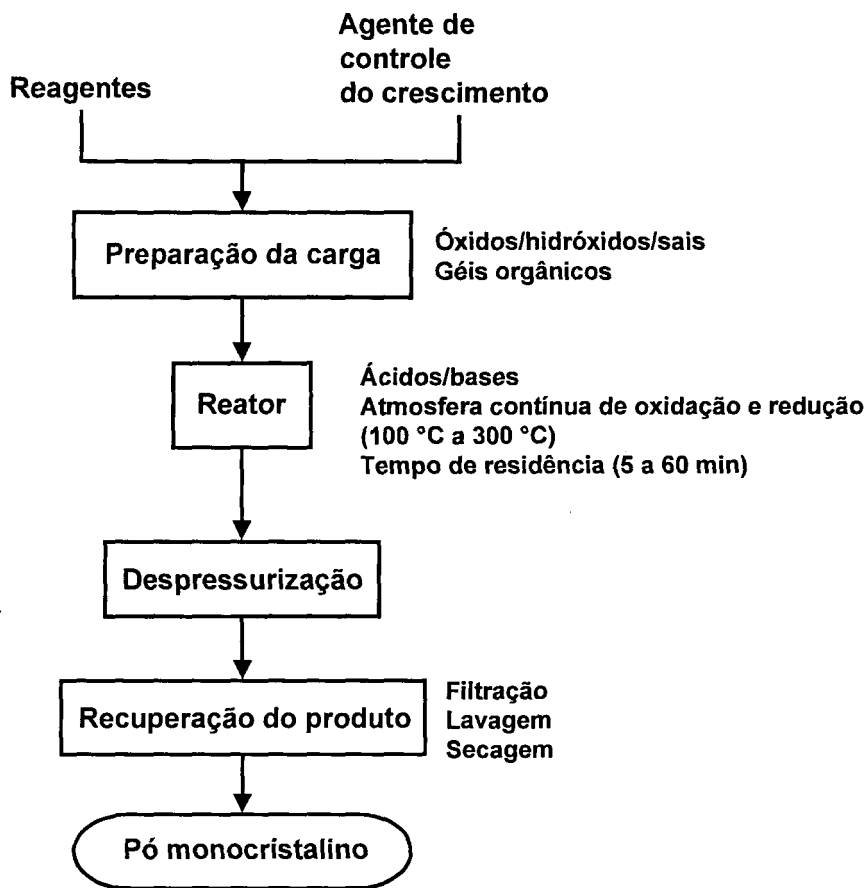 Reagentes
Agente de
controle
do crescimento
Preparação da carga
Óxidos/hidróxidos/sais
Géis orgânicos
Reator
Ácidos/bases
Atmosfera contínua de oxidação e redução
(100 °C a 300 °C)
Tempo de residência (5 a 60 min)
Despressurização
Recuperação do produto
Filtração
Lavagem
Secagem
Pó monocristalino